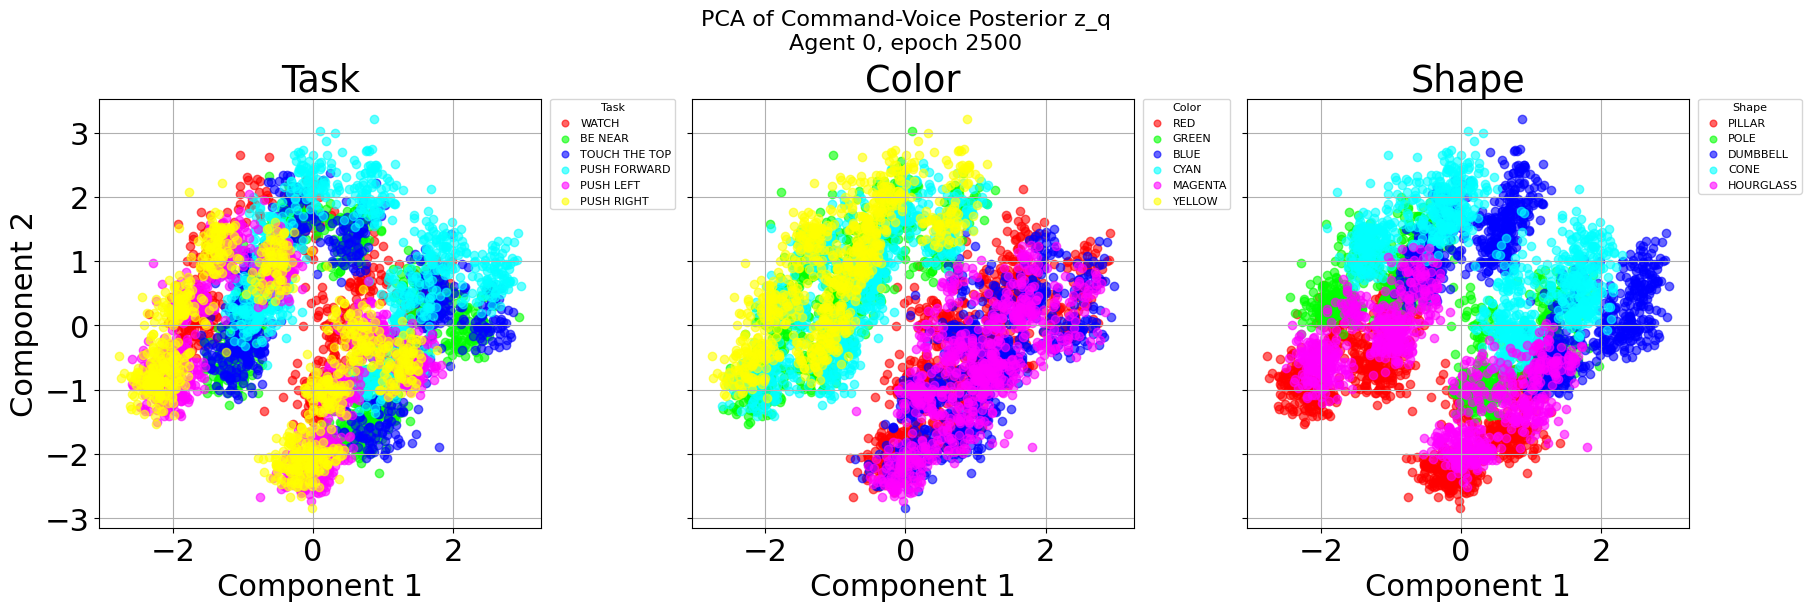 PCA of Command-Voice Posterior z_q
Agent 0, epoch 2500
Task
Component 2
3
2
1
0
−1
−2
−3
−2
0
2
Component 1
Task
WATCH
BE NEAR
TOUCH THE TOP
PUSH FORWARD
PUSH LEFT
PUSH RIGHT
Color
−2
0
2
Component 1
Color
RED
GREEN
BLUE
CYAN
MAGENTA
YELLOW
Shape
−2
0
2
Component 1
Shape
PILLAR
POLE
DUMBBELL
CONE
HOURGLASS